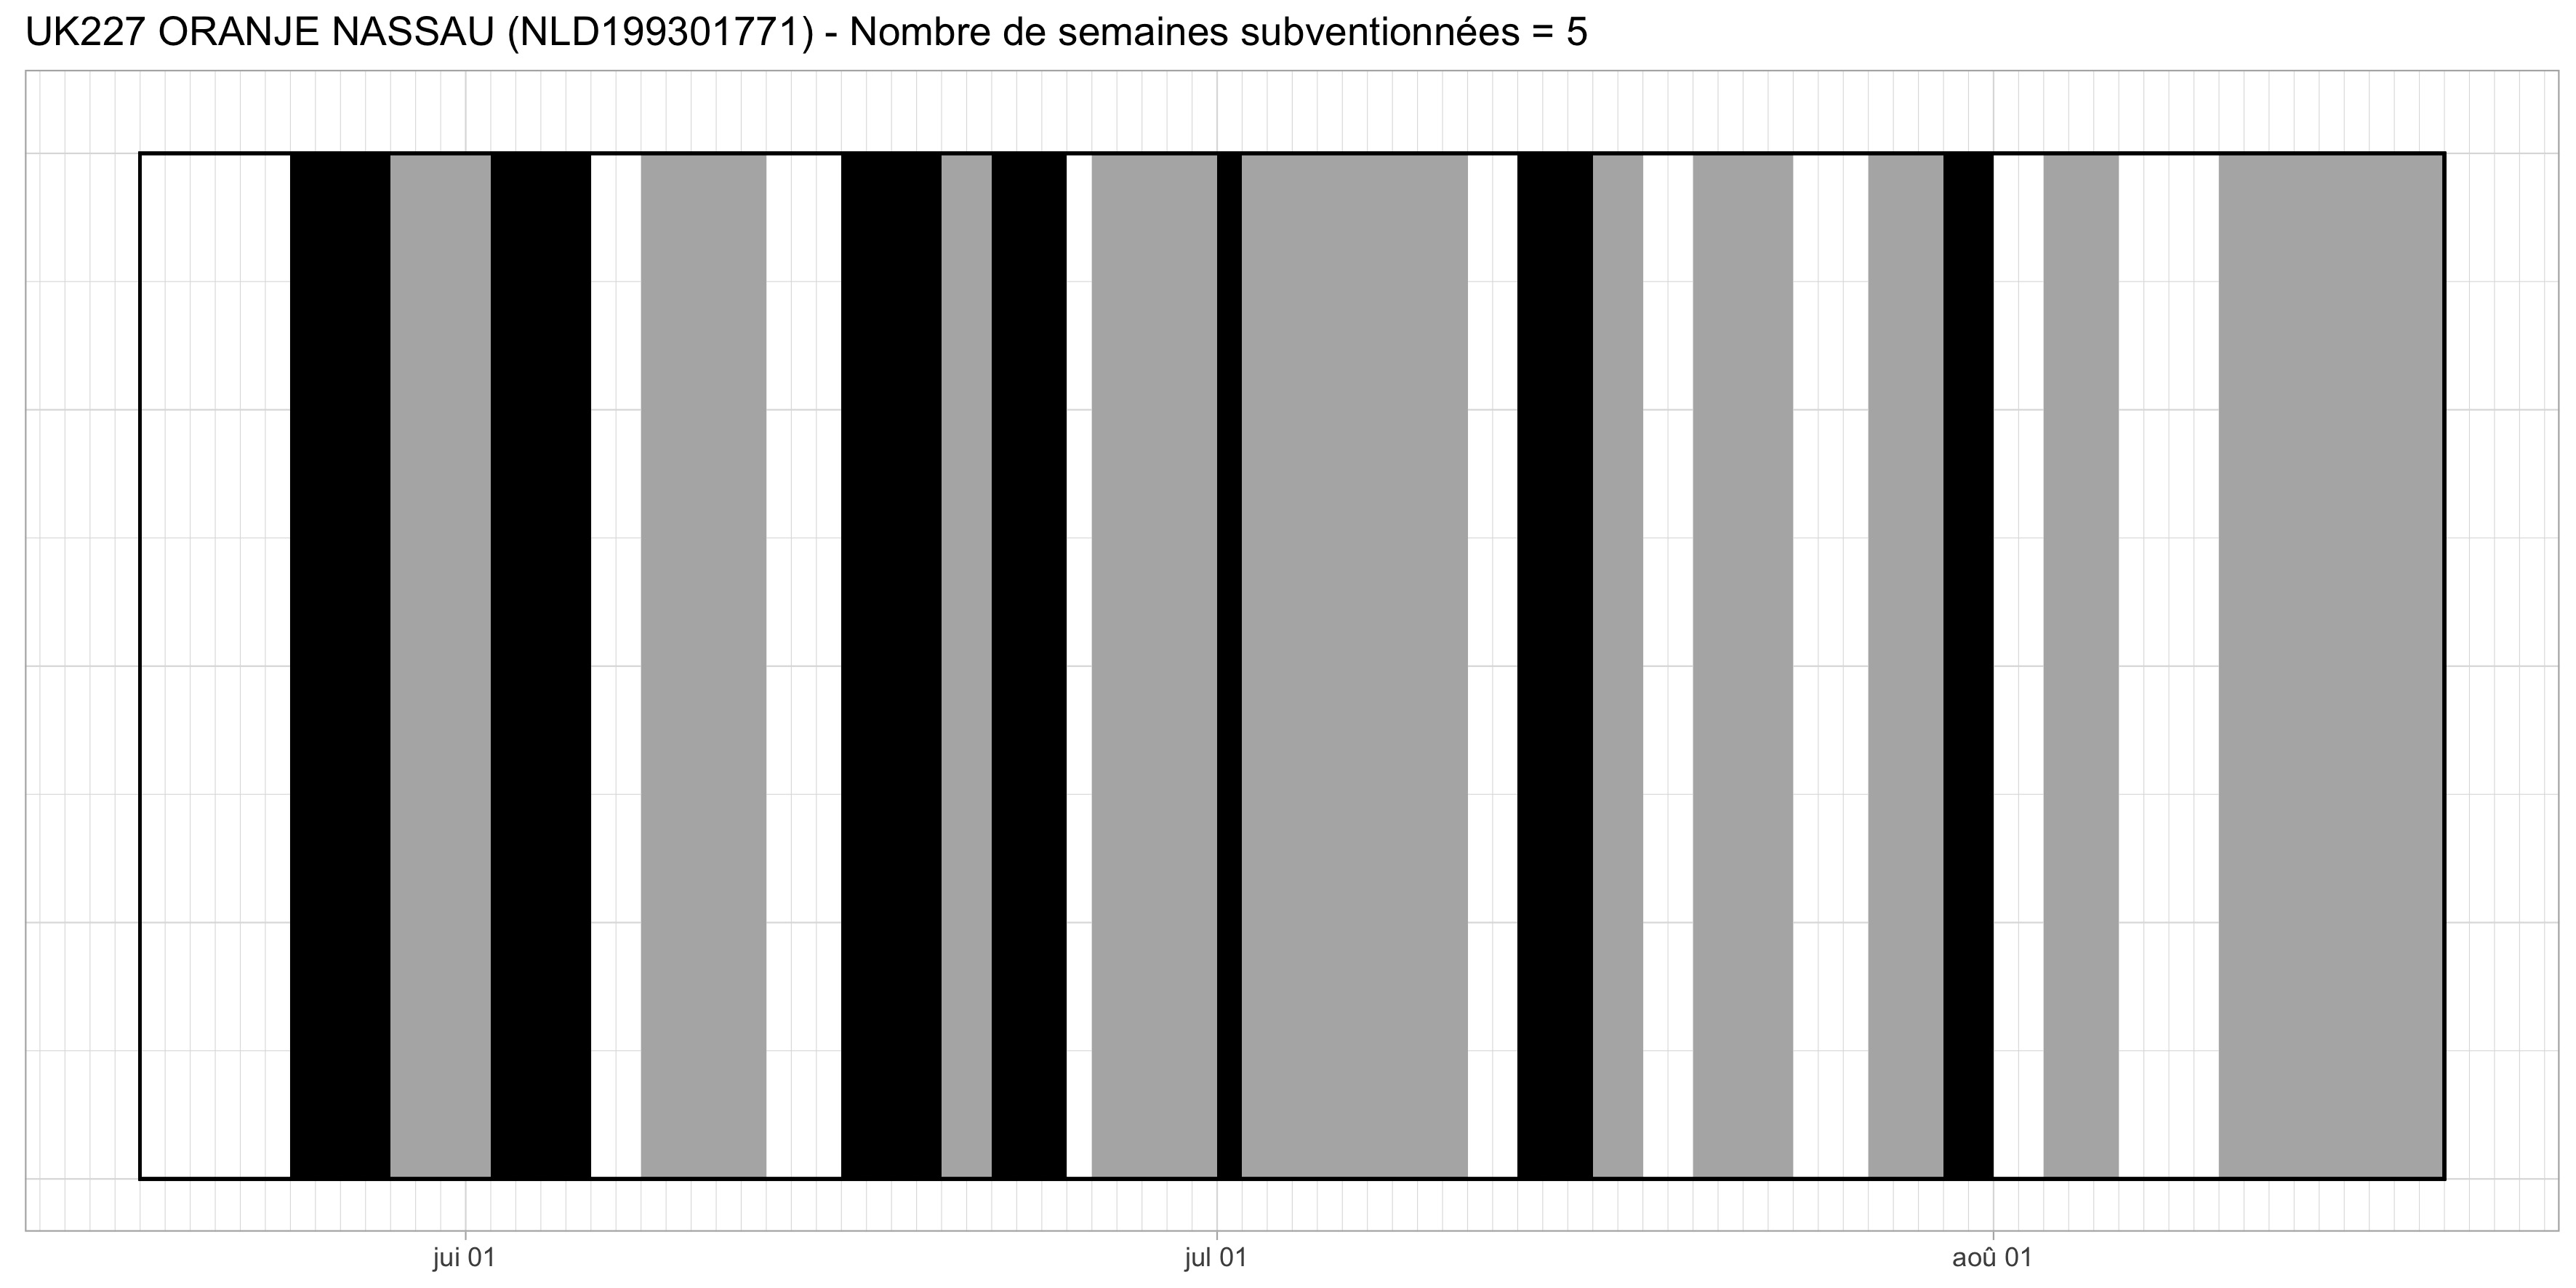 UK227 ORANJE NASSAU (NLD199301771) - Nombre de semaines subventionnées = 5
jui 01
jul 01
aoû 01